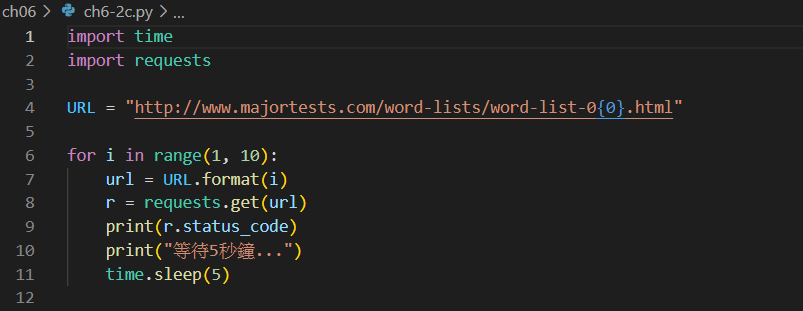 ch06 > ch6-2c.py > ...
1 import time
2 import requests
3
4 URL = "http://www.majortests.com/word-lists/word-list-0{0}.html"
5
6 for i in range(1, 10):
7     url = URL.format(i)
8     r = requests.get(url)
9     print(r.status_code)
10     print("等待5秒鐘...")
11     time.sleep(5)
12